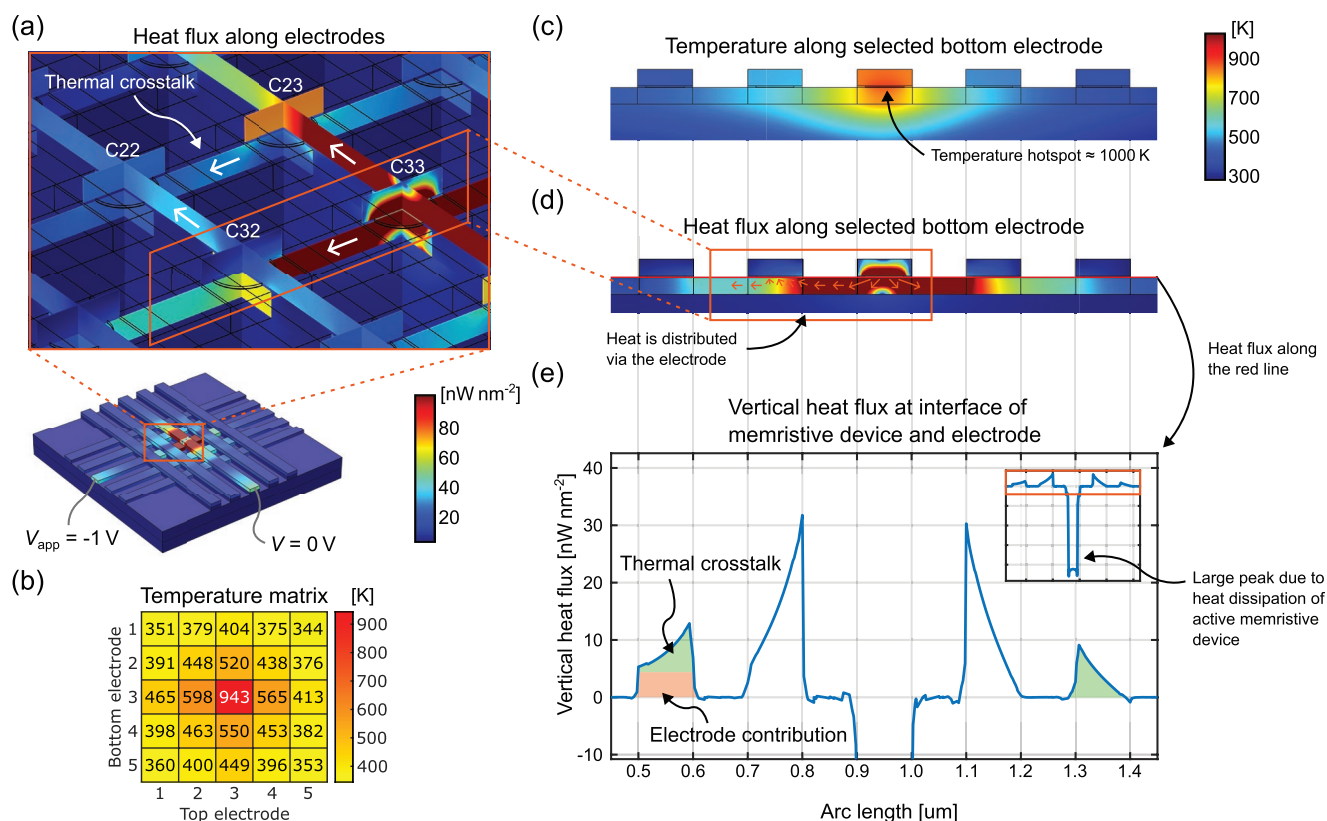 (a)
Heat flux along electrodes
Thermal crosstalk
C23
C22
C33
C32
[nW nm-2]
80
60
40
20
Vapp = -1 V
V = 0 V
(b)
Temperature matrix
[K]
Bottom electrode
1 351 379 404 375 344
2 391 448 520 438 376
3 465 598 943 565 413
4 398 463 550 453 382
5 360 400 449 396 353
1 2 3 4 5
Top electrode
900
800
700
600
500
400
(c)
Temperature along selected bottom electrode
Temperature hotspot ≈ 1000 K
[K]
900
700
500
300
(d)
Heat flux along selected bottom electrode
Heat is distributed
via the electrode
Heat flux along
the red line
(e)
Vertical heat flux at interface of
memristive device and electrode
Vertical heat flux [nW nm-2]
40
30
20
10
0
-10
Thermal crosstalk
Electrode contribution
Large peak due to
heat dissipation of
active memristive
device
0.5 0.6 0.7 0.8 0.9 1.0 1.1 1.2 1.3 1.4
Arc length [um]